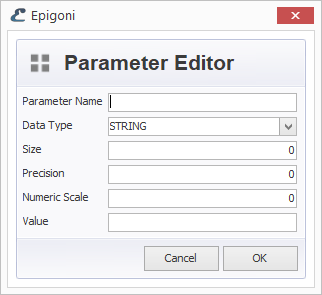 Epigoni
Parameter Editor
Parameter Name
Data Type STRING
Size 0
Precision 0
Numeric Scale 0
Value
Cancel OK